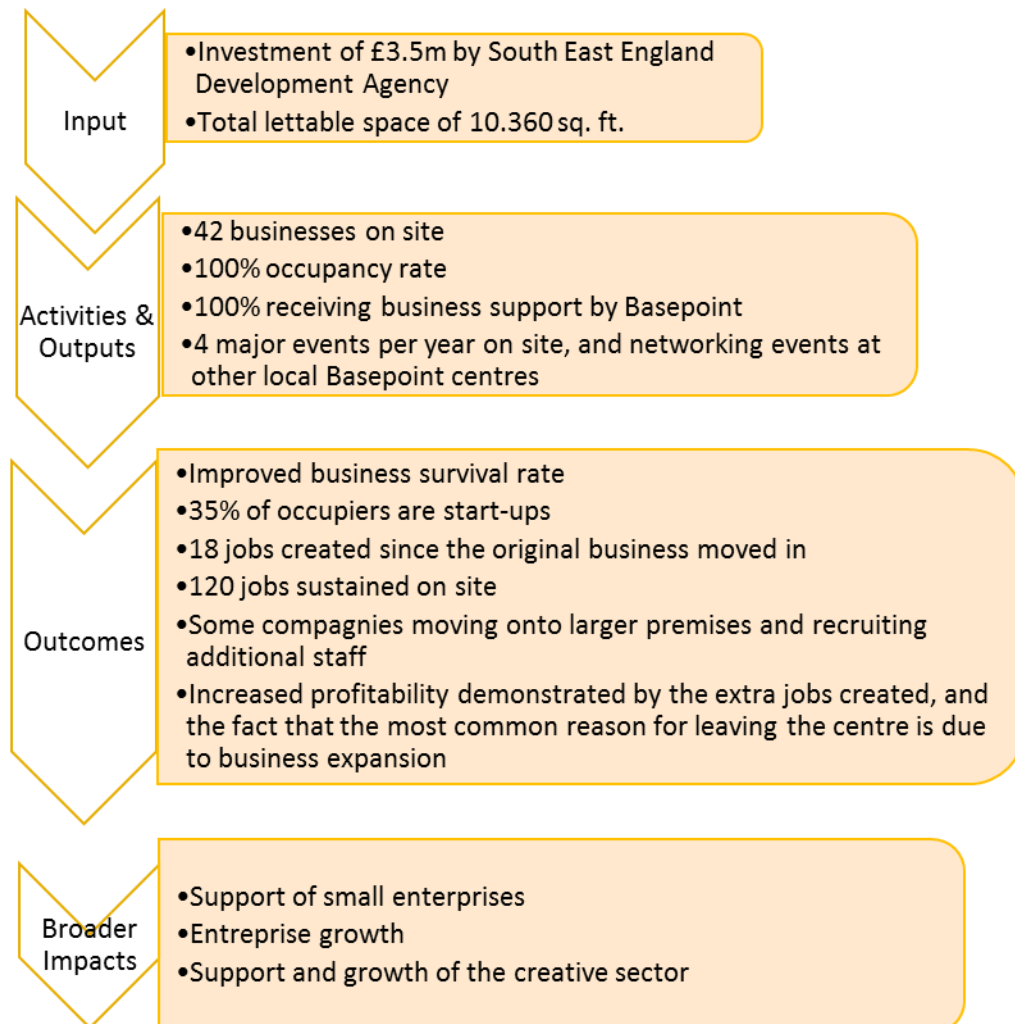 Input
•Investment of £3.5m by South East England
Development Agency
•Total lettable space of 10.360 sq. ft.
Activities &
Outputs
•42 businesses on site
•100% occupancy rate
•100% receiving business support by Basepoint
•4 major events per year on site, and networking events at
other local Basepoint centres
Outcomes
•Improved business survival rate
•35% of occupiers are start-ups
•18 jobs created since the original business moved in
•120 jobs sustained on site
•Some compagnies moving onto larger premises and recruiting
additional staff
•Increased profitability demonstrated by the extra jobs created, and
the fact that the most common reason for leaving the centre is due
to business expansion
Broader
Impacts
•Support of small enterprises
•Entreprise growth
•Support and growth of the creative sector